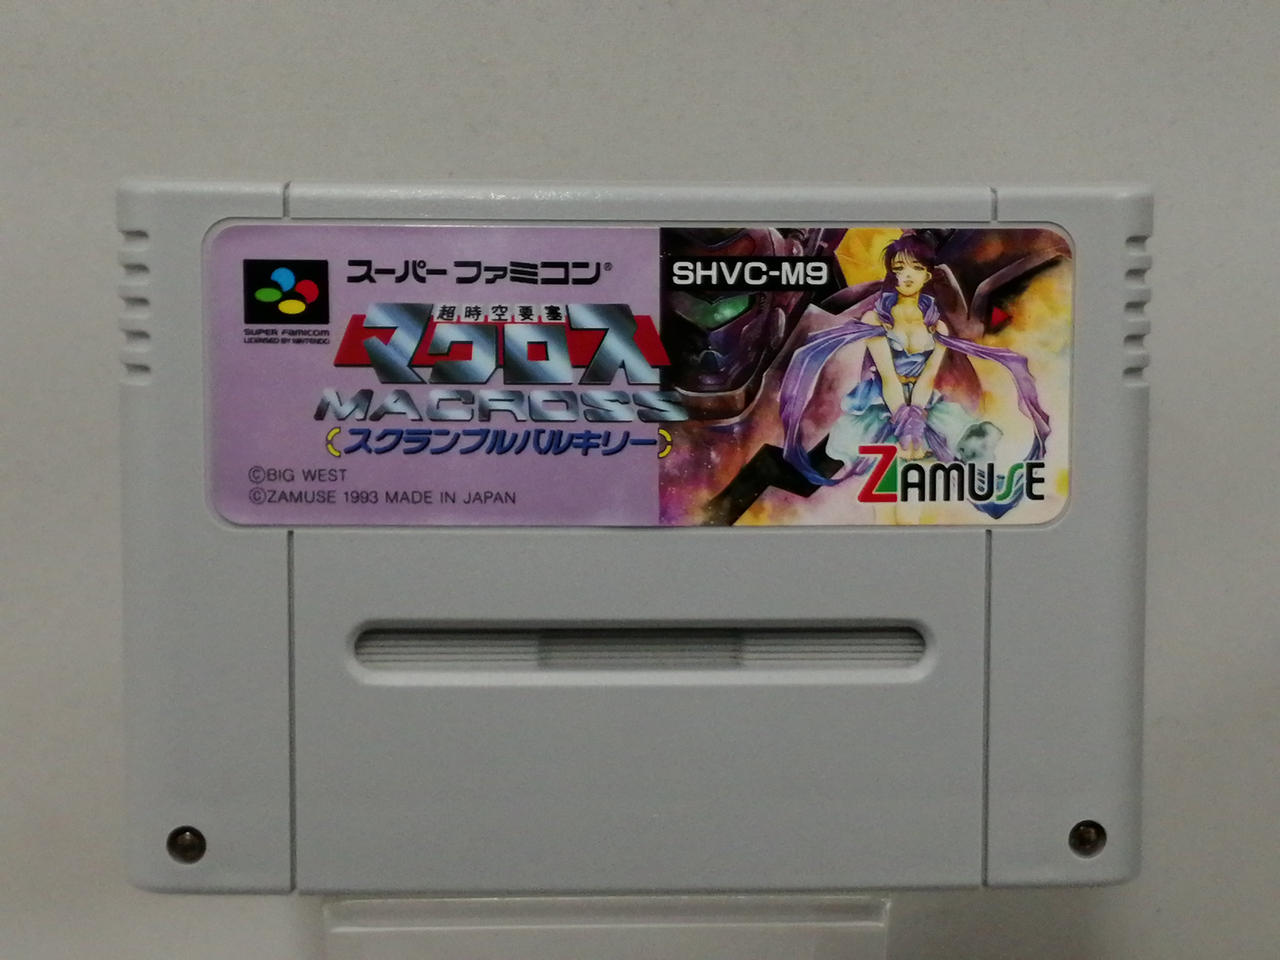 スーパーファミコン®
SUPER FAMICOM
LICENSED BY NINTENDO
超時空要塞
マクロス
MACROSS
(スクランブルバルキリー)
©BIG WEST
©ZAMUSE 1993 MADE IN JAPAN
SHVC-M9
ZAMUSE